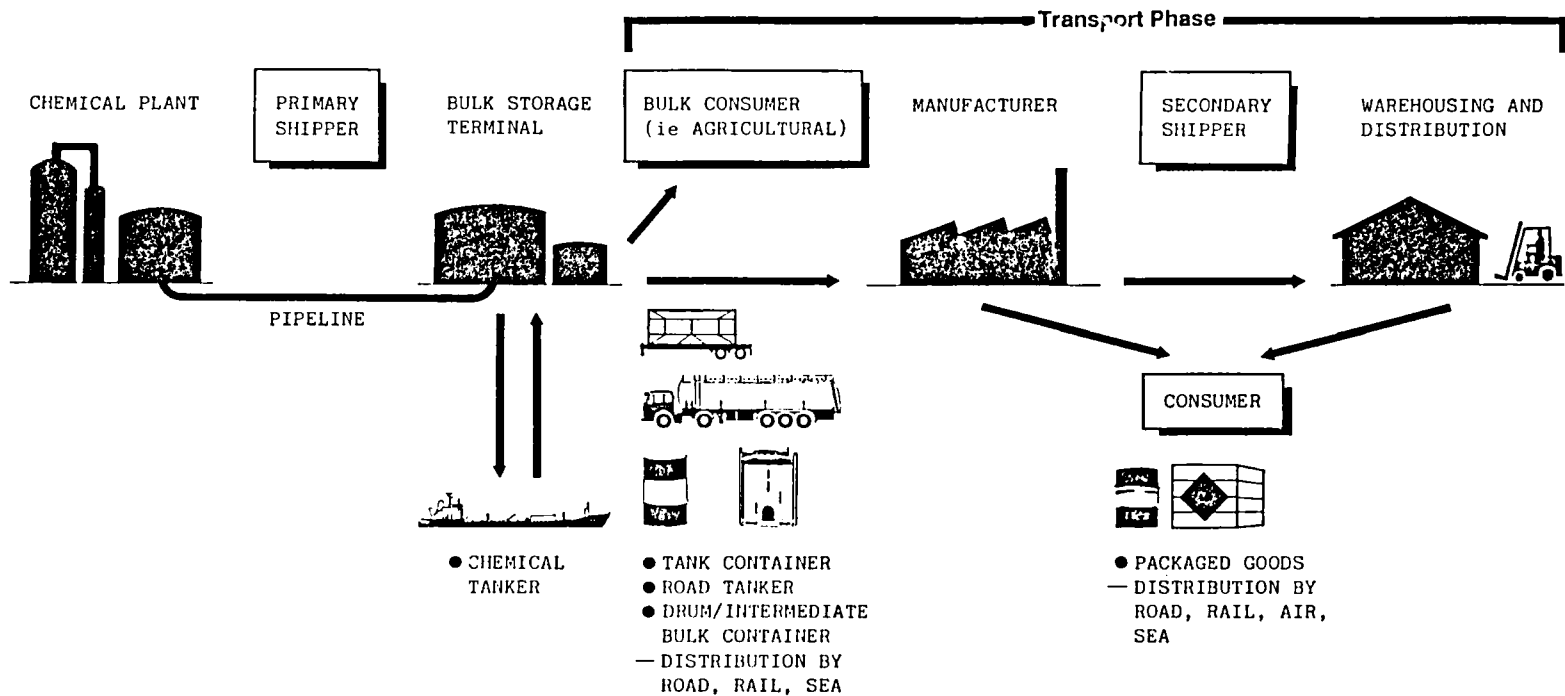 Transport Phase
CHEMICAL PLANT
PRIMARY
SHIPPER
BULK STORAGE
TERMINAL
BULK CONSUMER
(ie AGRICULTURAL)
MANUFACTURER
SECONDARY
SHIPPER
WAREHOUSING AND
DISTRIBUTION
PIPELINE
CONSUMER
● CHEMICAL
TANKER
● TANK CONTAINER
● ROAD TANKER
● DRUM/INTERMEDIATE
BULK CONTAINER
— DISTRIBUTION BY
ROAD, RAIL, SEA
● PACKAGED GOODS
— DISTRIBUTION BY
ROAD, RAIL, AIR,
SEA